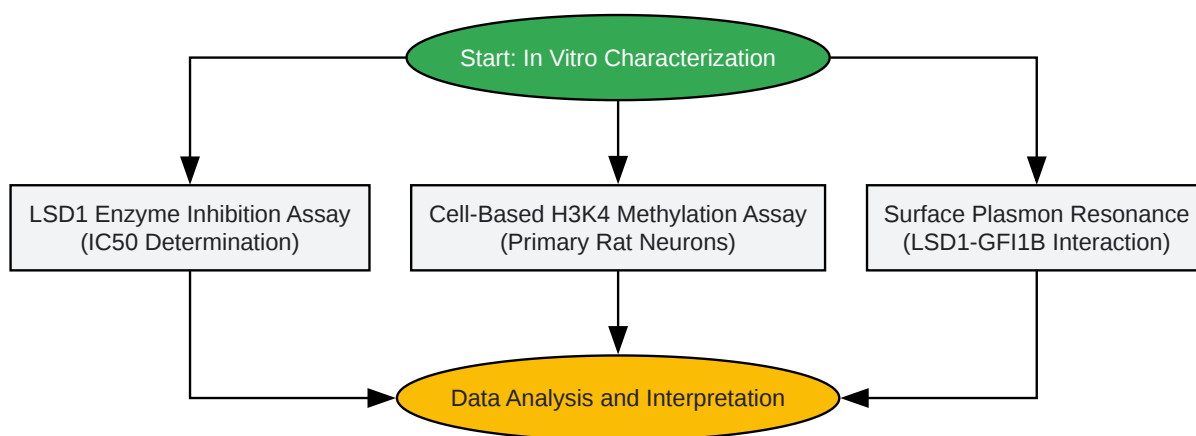 Start: In Vitro Characterization
LSD1 Enzyme Inhibition Assay
(IC50 Determination)
Cell-Based H3K4 Methylation Assay
(Primary Rat Neurons)
Surface Plasmon Resonance
(LSD1-GFI1B Interaction)
Data Analysis and Interpretation